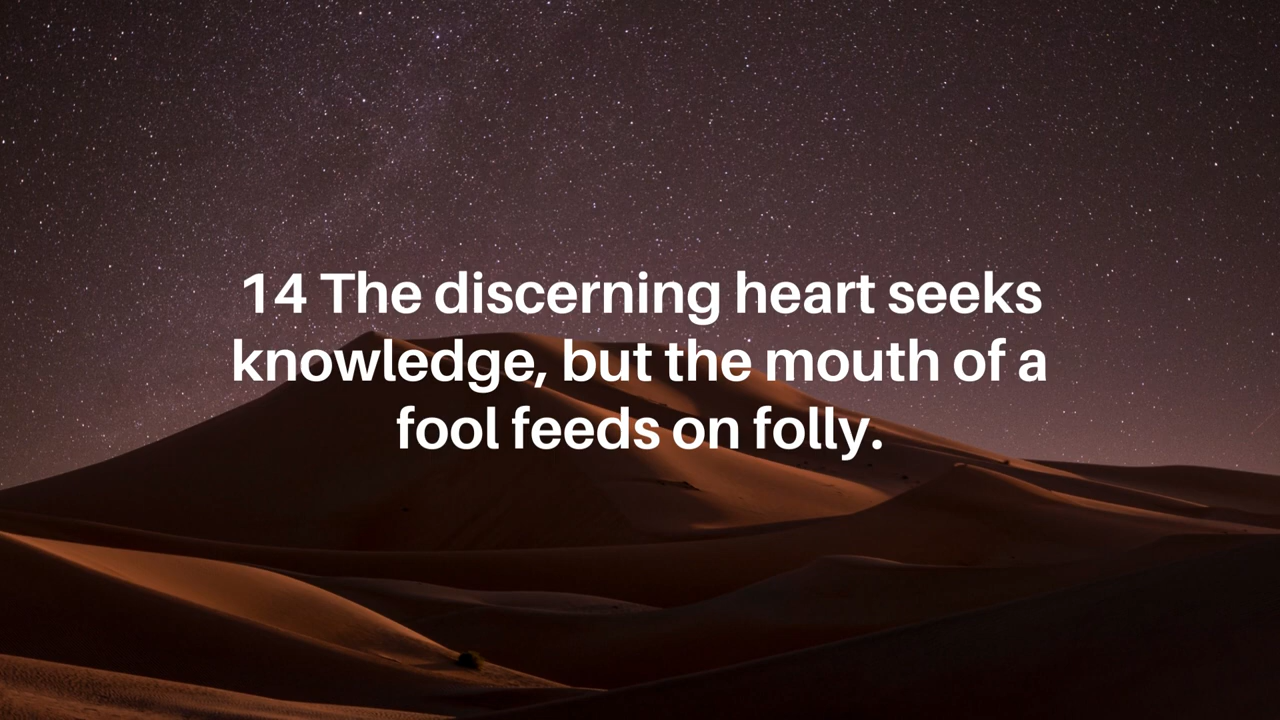 14 The discerning heart seeks
knowledge, but the mouth of a
fool feeds on folly.